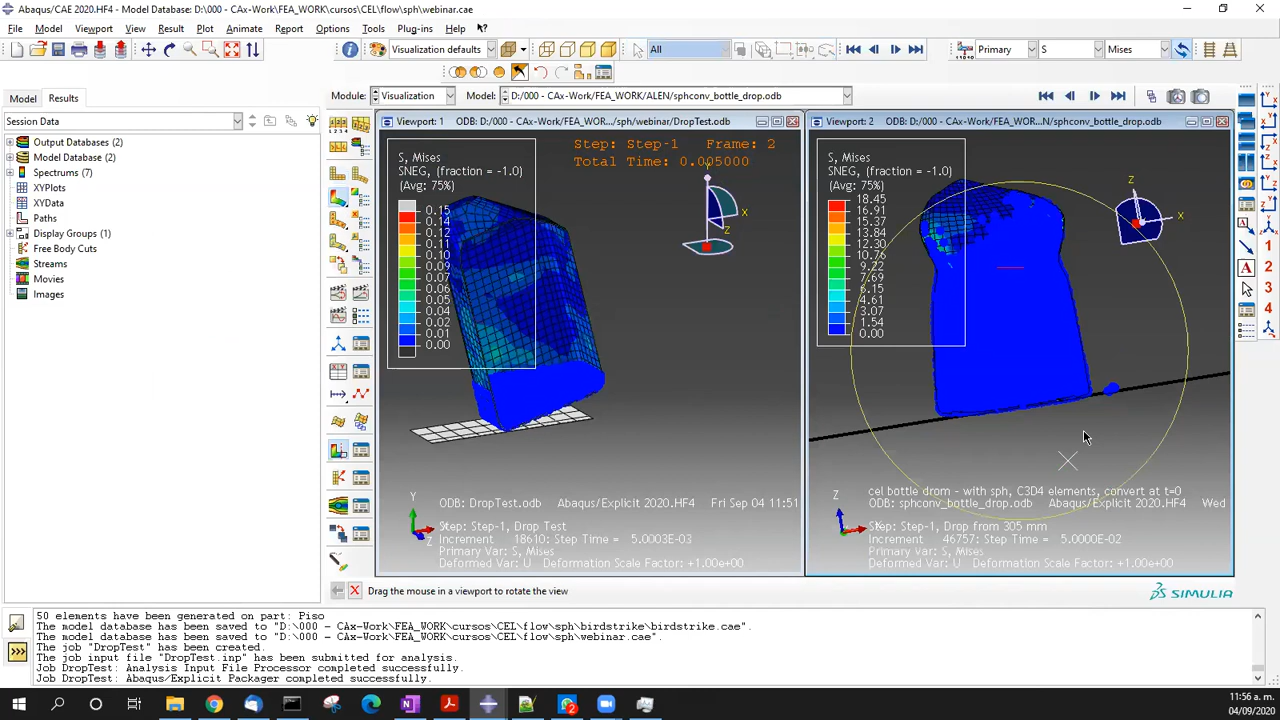 Abaqus/CAE 2020.HF4 - Model Database: D:\000 - CAx-Work\FEA_WORK\cursos\CEL\flow\sph\webinar.cae
File Model Viewport View Result Plot Animate Report Options Tools Plug-ins Help
Visualization defaults All Primary S Mises
Model Results Module: Visualization Model: D:/000 - CAx-Work/FEA_WORK/ALEN/sphconv_bottle_drop.odb
Session Data
Output Databases (2)
Model Database (2)
Spectrums (7)
XYPlots
XYData
Paths
Display Groups (1)
Free Body Cuts
Streams
Movies
Images
Viewport: 1 ODB: D:/000 - CAx-Work/FEA_WOR.../sph/webinar/DropTest.odb
Step: Step-1 Frame: 2
Total Time: 0.005000
S, Mises
SNEG, (fraction = -1.0)
(Avg: 75%)
0.15
0.14
0.12
0.11
0.10
0.09
0.07
0.06
0.05
0.04
0.02
0.01
0.00
Y
X
Z
ODB: DropTest.odb Abaqus/Explicit 2020.HF4 Fri Sep 04 11:51
Step: Step-1, Drop Test
Increment 18610: Step Time = 5.0003E-03
Primary Var: S, Mises
Deformed Var: U Deformation Scale Factor: +1.00e+00
Y
Z
Viewport: 2 ODB: D:/000 - CAx-Work/FEA_WOR...N/sphconv_bottle_drop.odb
S, Mises
SNEG, (fraction = -1.0)
(Avg: 75%)
18.45
16.91
15.37
13.84
12.30
10.76
9.22
7.69
6.15
4.61
3.07
1.54
0.00
Z
X
cel bottle drom - with sph, C3D4 elements, convert at t=0
ODB: sphconv_bottle_drop.odb Abaqus/Explicit 2020.HF4 Wed
Step: Step-1, Drop from 305 mm
Increment 46757: Step Time = 5.0000E-02
Primary Var: S, Mises
Deformed Var: U Deformation Scale Factor: +1.00e+00
Z
1
2
3
4
Drag the mouse in a viewport to rotate the view
SIMULIA
50 elements have been generated on part: Piso
The model database has been saved to "D:\000 - CAx-Work\FEA_WORK\cursos\CEL\flow\sph\birdstrike\birdstrike.cae".
The model database has been saved to "D:\000 - CAx-Work\FEA_WORK\cursos\CEL\flow\sph\webinar.cae".
The job "DropTest" has been created.
The job input file "DropTest.inp" has been submitted for analysis.
Job DropTest: Analysis Input File Processor completed successfully.
Job DropTest: Abaqus/Explicit Packager completed successfully.
11:56 a. m.
04/09/2020